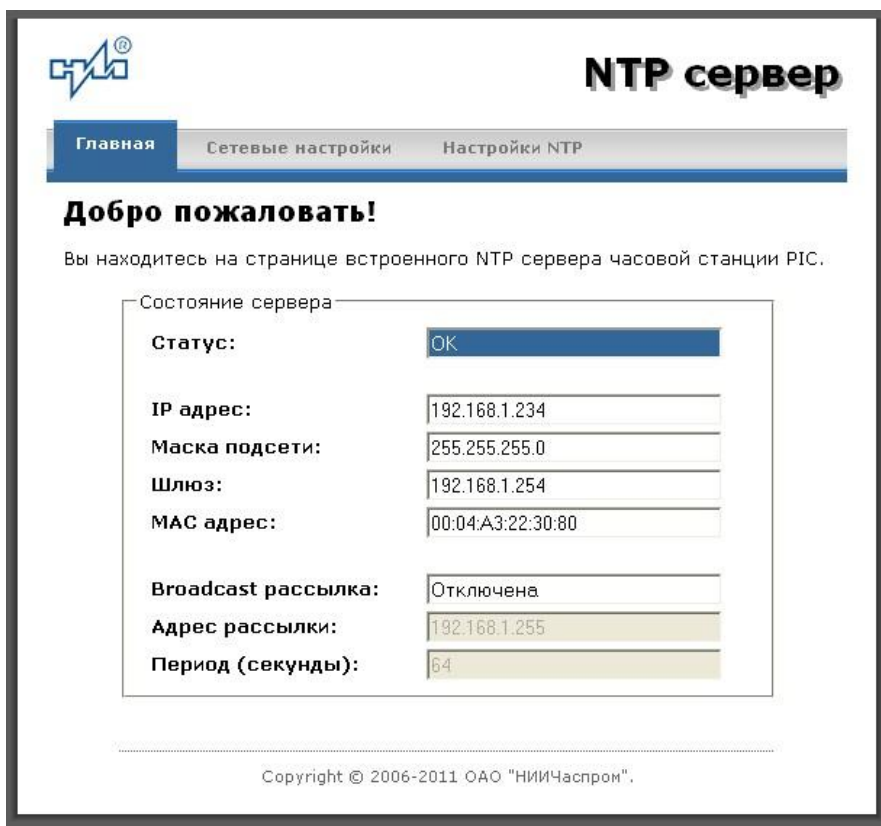 ®
NTP сервер
Главная Сетевые настройки Настройки NTP
Добро пожаловать!
Вы находитесь на странице встроенного NTP сервера часовой станции PIC.
Состояние сервера
Статус: OK
IP адрес: 192.168.1.234
Маска подсети: 255.255.255.0
Шлюз: 192.168.1.254
MAC адрес: 00:04:A3:22:30:80
Broadcast рассылка: Отключена
Адрес рассылки: 192.168.1.255
Период (секунды): 64
Copyright © 2006-2011 ОАО "НИИЧаспром".